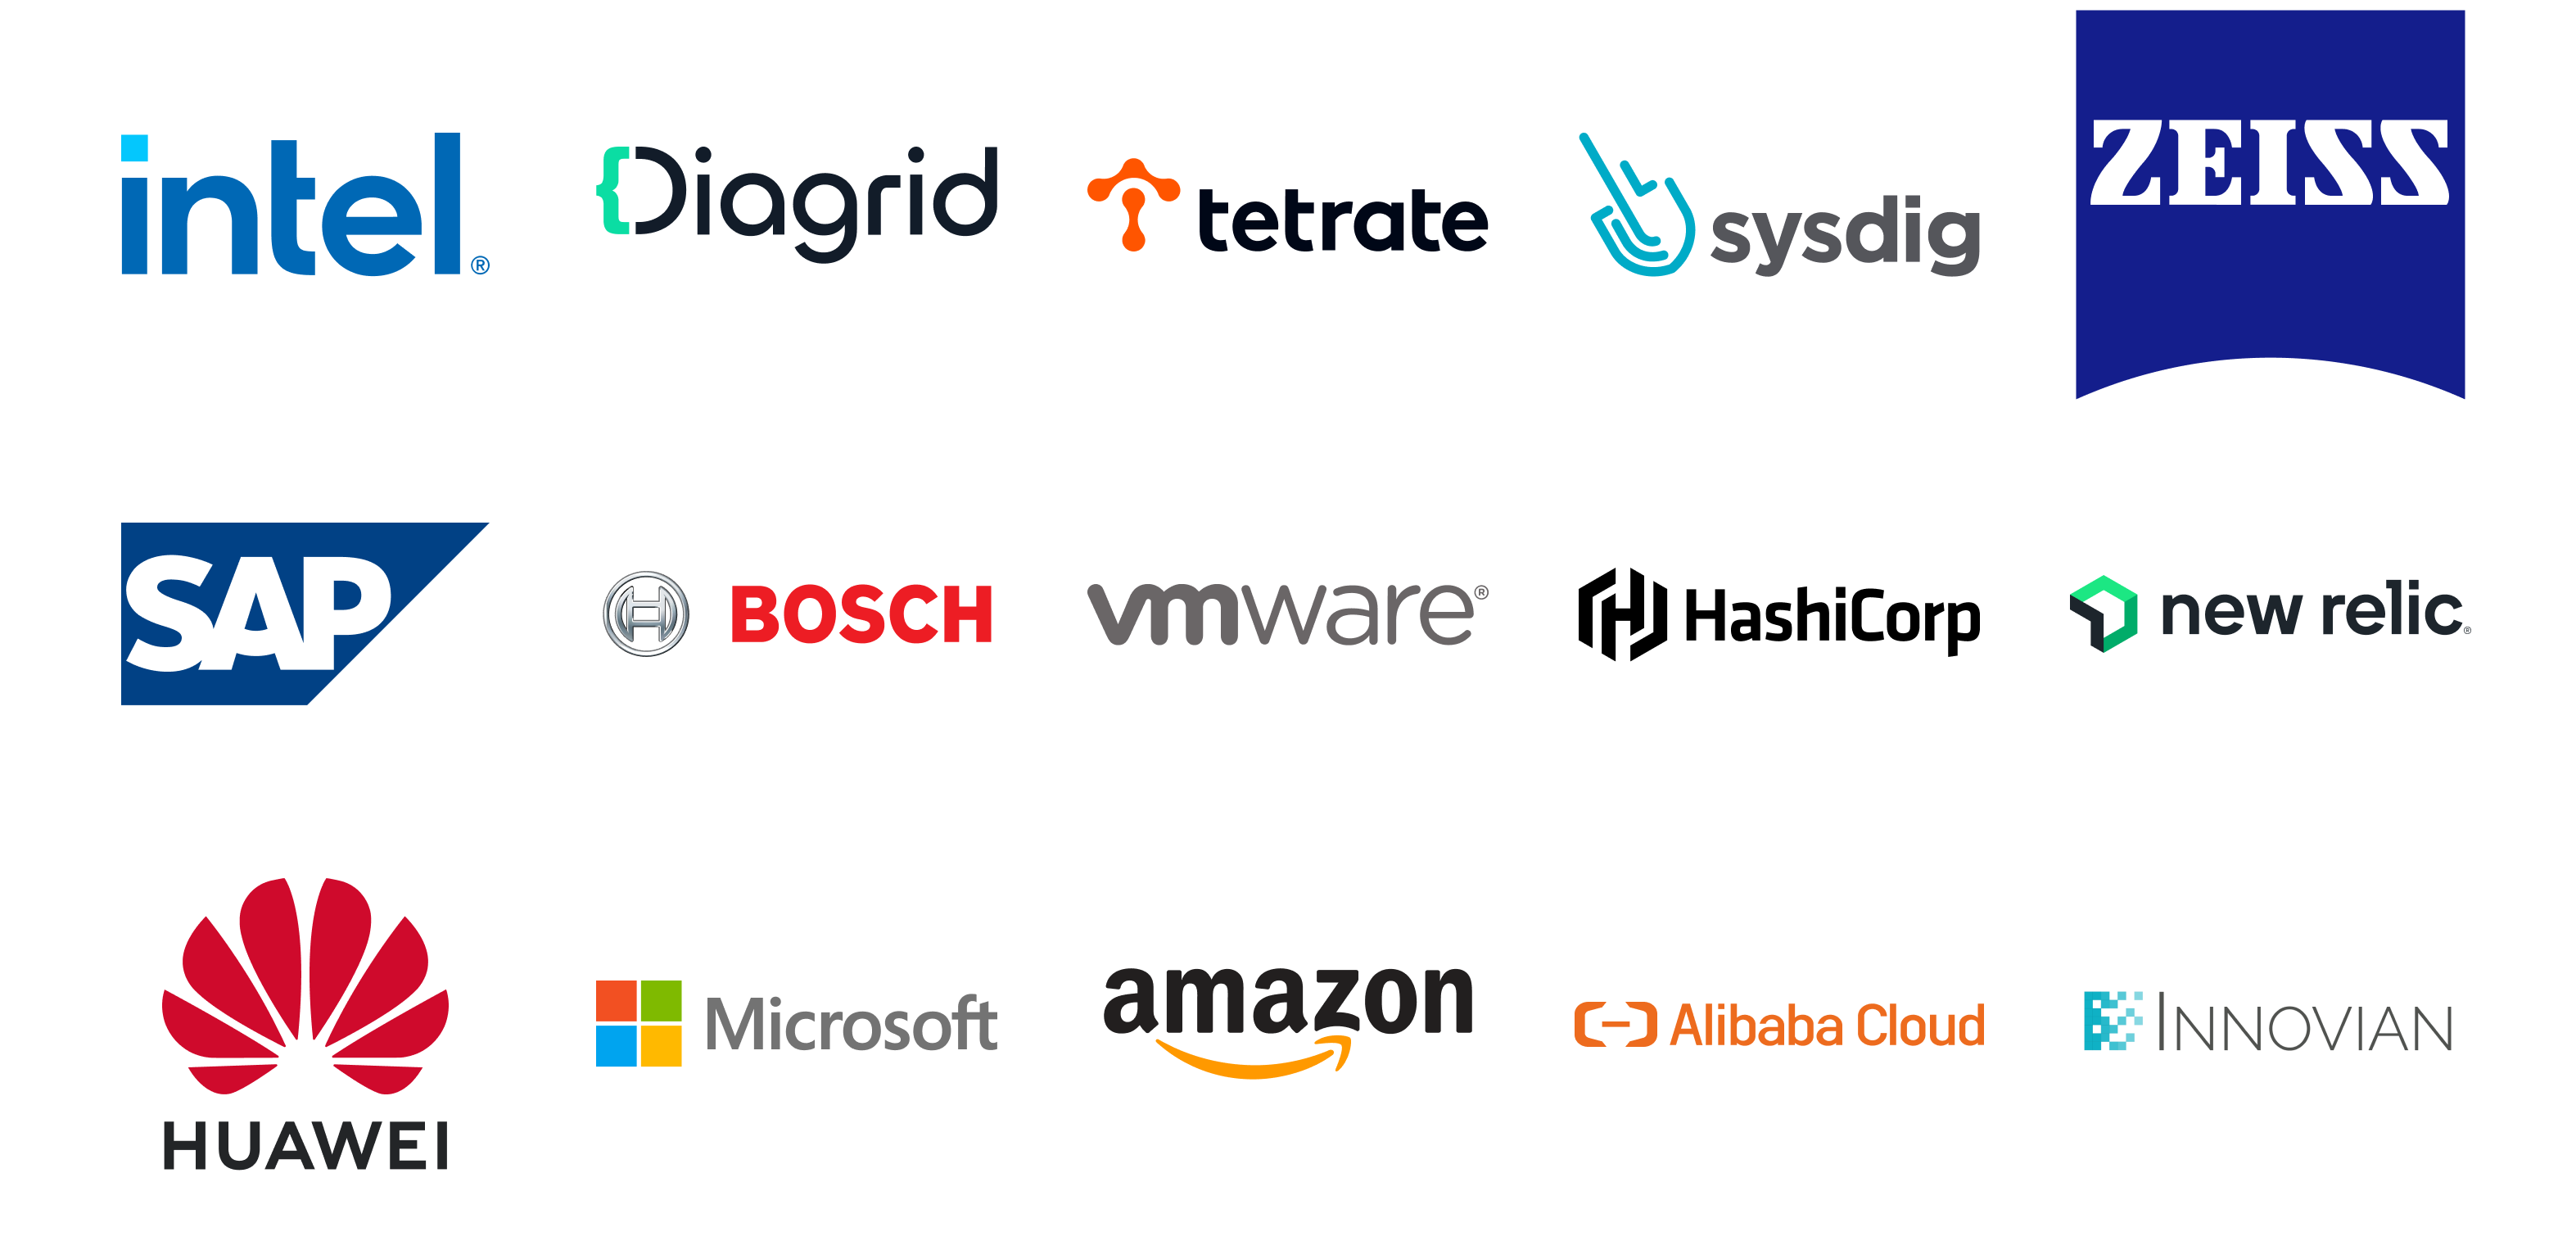 intel®
Diagrid
tetrate
sysdig
ZEISS
SAP
BOSCH
vmware®
HashiCorp
new relic®
HUAWEI
Microsoft
amazon
Alibaba Cloud
INNOVIAN